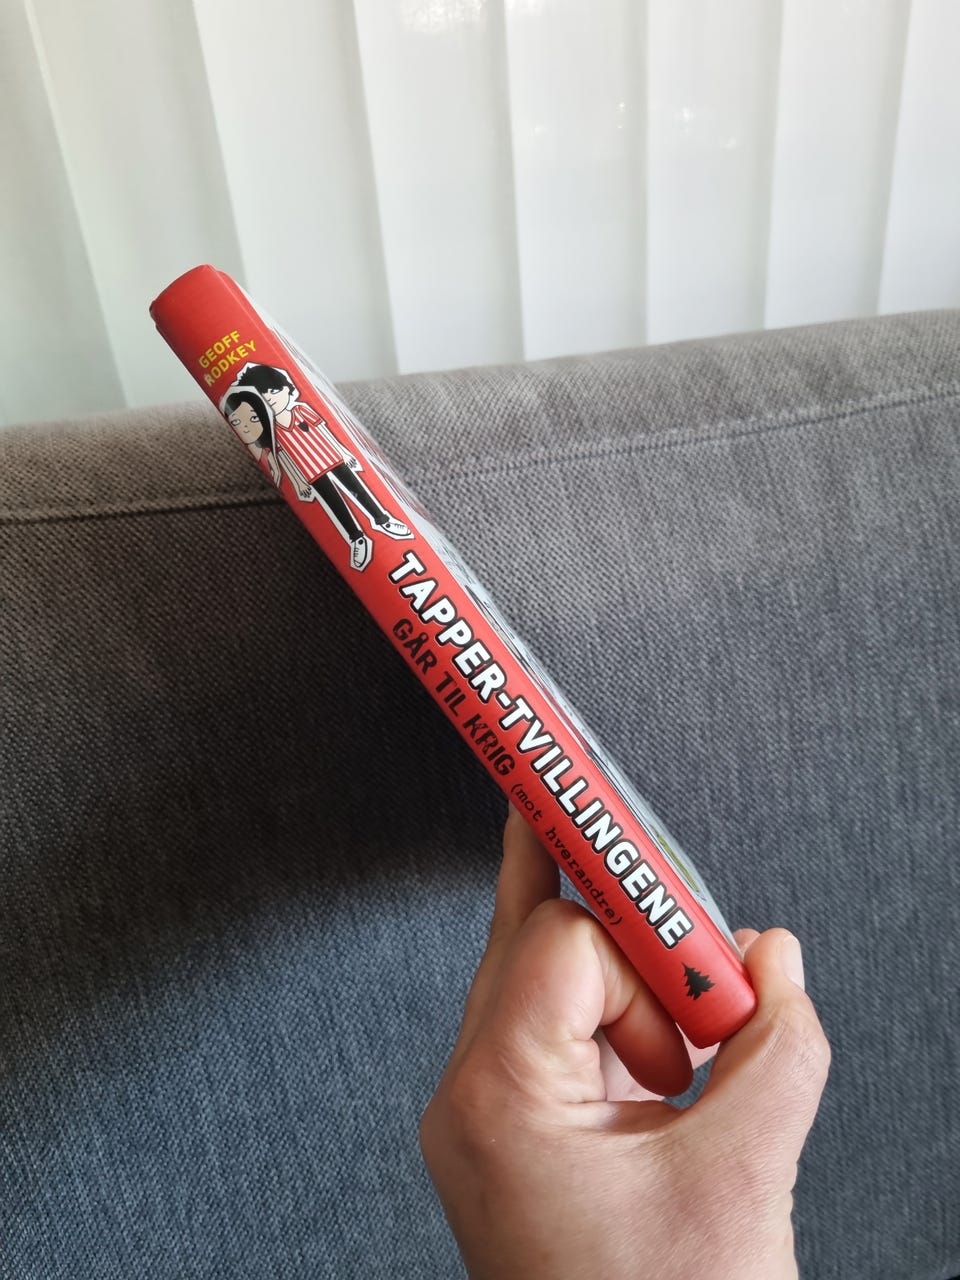 GEOFF
RODKEY
TAPPER-TVILLINGENE
GÅR TIL KRIG (mot hverandre)